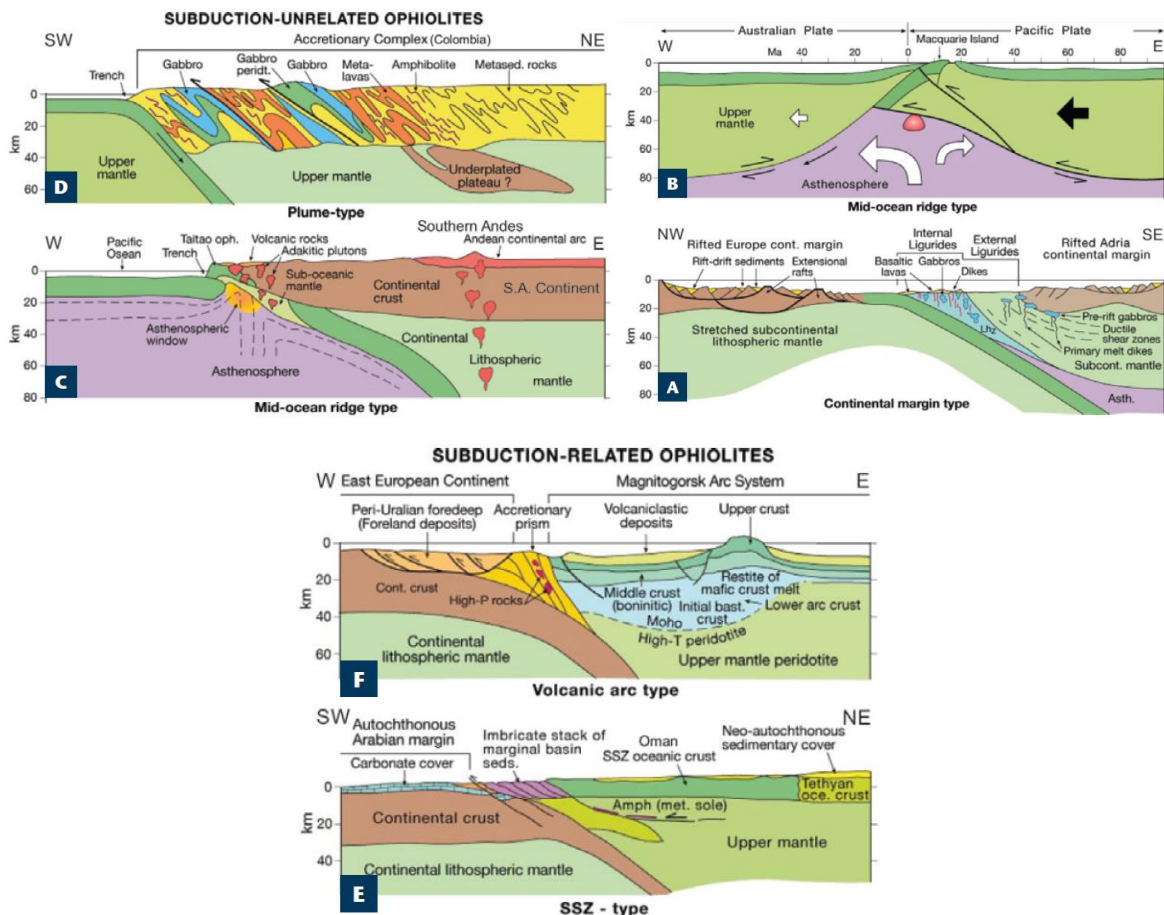 SUBDUCTION-UNRELATED OPHIOLITES
SW
NE
Accretionary Complex (Colombia)
Trench
Gabbro
Gabbro
peridt.
Gabbro
Meta-
lavas
Amphibolite
Metased. rocks
0
20
40
60
km
Upper
mantle
Upper mantle
Underplated
plateau ?
D
Plume-type
Australian Plate
Pacific Plate
Macquarie Island
W
E
Ma
40
20
0
20
40
60
80
0
20
40
60
80
km
Upper
mantle
Asthenosphere
B
Mid-ocean ridge type
W
E
Southern Andes
Pacific
Osean
Taitao oph.
Trench
Volcanic rocks
Adakitic plutons
Andean continental arc
Sub-oceanic
mantle
Continental
crust
S.A. Continent
0
20
40
60
80
km
Asthenospheric
window
Asthenosphere
Continental
Lithospheric
mantle
C
Mid-ocean ridge type
NW
SE
Rifted Europe cont. margin
Rift-drift sediments
Extensional
rafts
Internal
Ligurides
External
Ligurides
Basaltic
lavas
Gabbros
Dikes
Rifted Adria
continental margin
0
20
40
60
80
km
Stretched subcontinental
lithospheric mantle
Lhz
Pre-rift gabbros
Ductile
shear zones
Primary melt dikes
Subcont. mantle
Asth.
A
Continental margin type
SUBDUCTION-RELATED OPHIOLITES
W
E
East European Continent
Magnitogorsk Arc System
Peri-Uralian foredeep
(Foreland deposits)
Accretionary
prism
Volcaniclastic
deposits
Upper crust
0
20
40
60
km
Cont. crust
High-P rocks
Middle crust
(boninitic)
Restite of
mafic crust melt
Initial bast.
crust
Lower arc crust
Moho
High-T peridotite
Continental
lithospheric mantle
Upper mantle peridotite
F
Volcanic arc type
SW
NE
Autochthonous
Arabian margin
Carbonate cover
Imbricate stack of
marginal basin
seds.
Oman
SSZ oceanic crust
Neo-autochthonous
sedimentary cover
0
20
40
km
Tethyan
oce. crust
Amph (met. sole)
Continental crust
Upper mantle
Continental lithospheric mantle
E
SSZ - type